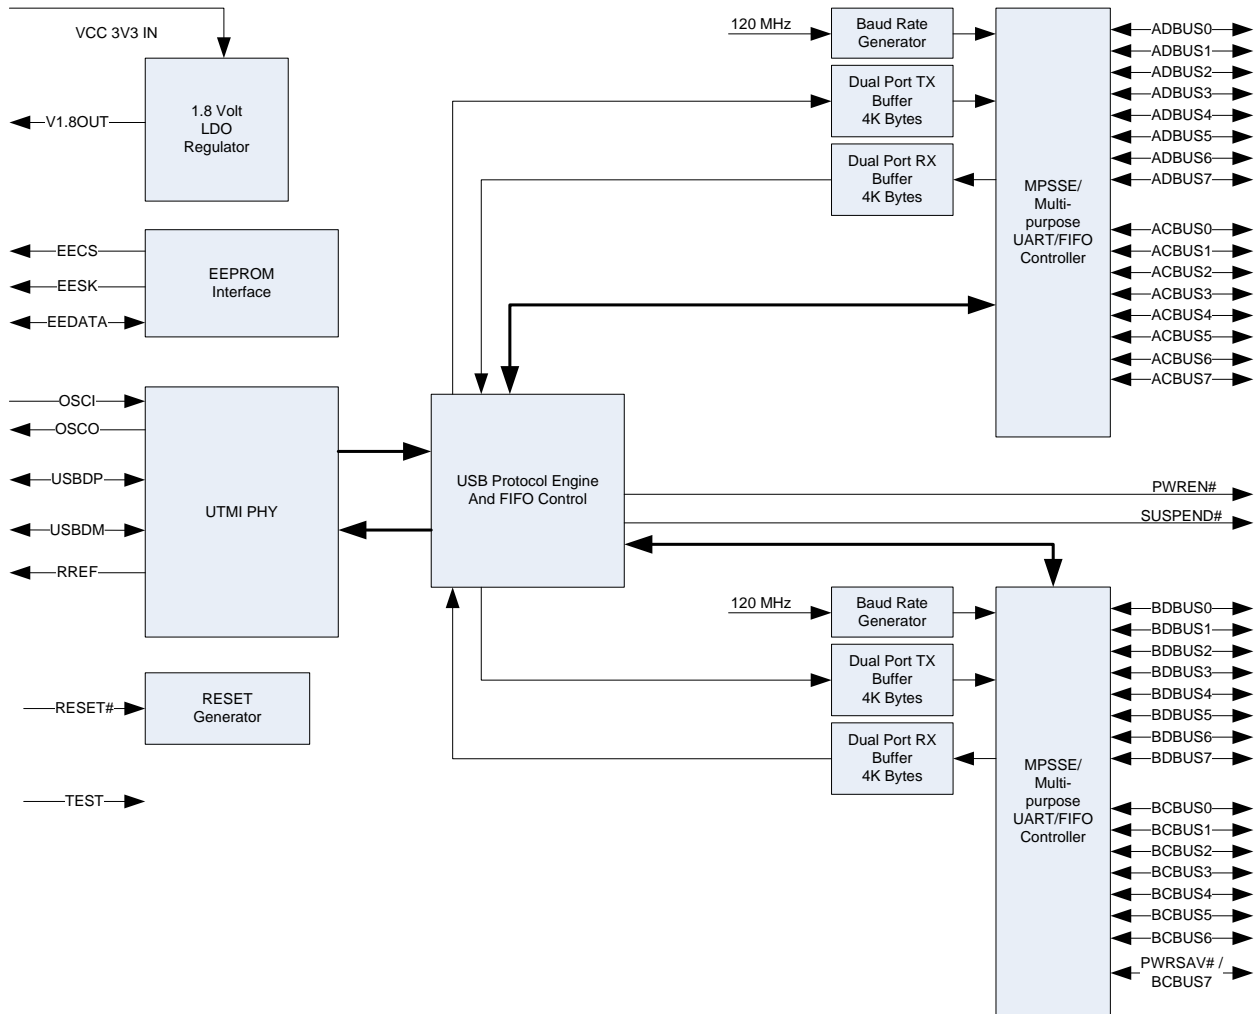 VCC 3V3 IN
1.8 Volt
LDO
Regulator
V1.8OUT
EECS
EESK
EEDATA
EEPROM
Interface
OSCI
OSCO
USBDP
USBDM
RREF
UTMI PHY
RESET#
RESET
Generator
TEST
USB Protocol Engine
And FIFO Control
120 MHz
Baud Rate
Generator
Dual Port TX
Buffer
4K Bytes
Dual Port RX
Buffer
4K Bytes
MPSSE/
Multi-
purpose
UART/FIFO
Controller
ADBUS0
ADBUS1
ADBUS2
ADBUS3
ADBUS4
ADBUS5
ADBUS6
ADBUS7
ACBUS0
ACBUS1
ACBUS2
ACBUS3
ACBUS4
ACBUS5
ACBUS6
ACBUS7
PWREN#
SUSPEND#
120 MHz
Baud Rate
Generator
Dual Port TX
Buffer
4K Bytes
Dual Port RX
Buffer
4K Bytes
MPSSE/
Multi-
purpose
UART/FIFO
Controller
BDBUS0
BDBUS1
BDBUS2
BDBUS3
BDBUS4
BDBUS5
BDBUS6
BDBUS7
BCBUS0
BCBUS1
BCBUS2
BCBUS3
BCBUS4
BCBUS5
BCBUS6
PWRSAV# /
BCBUS7